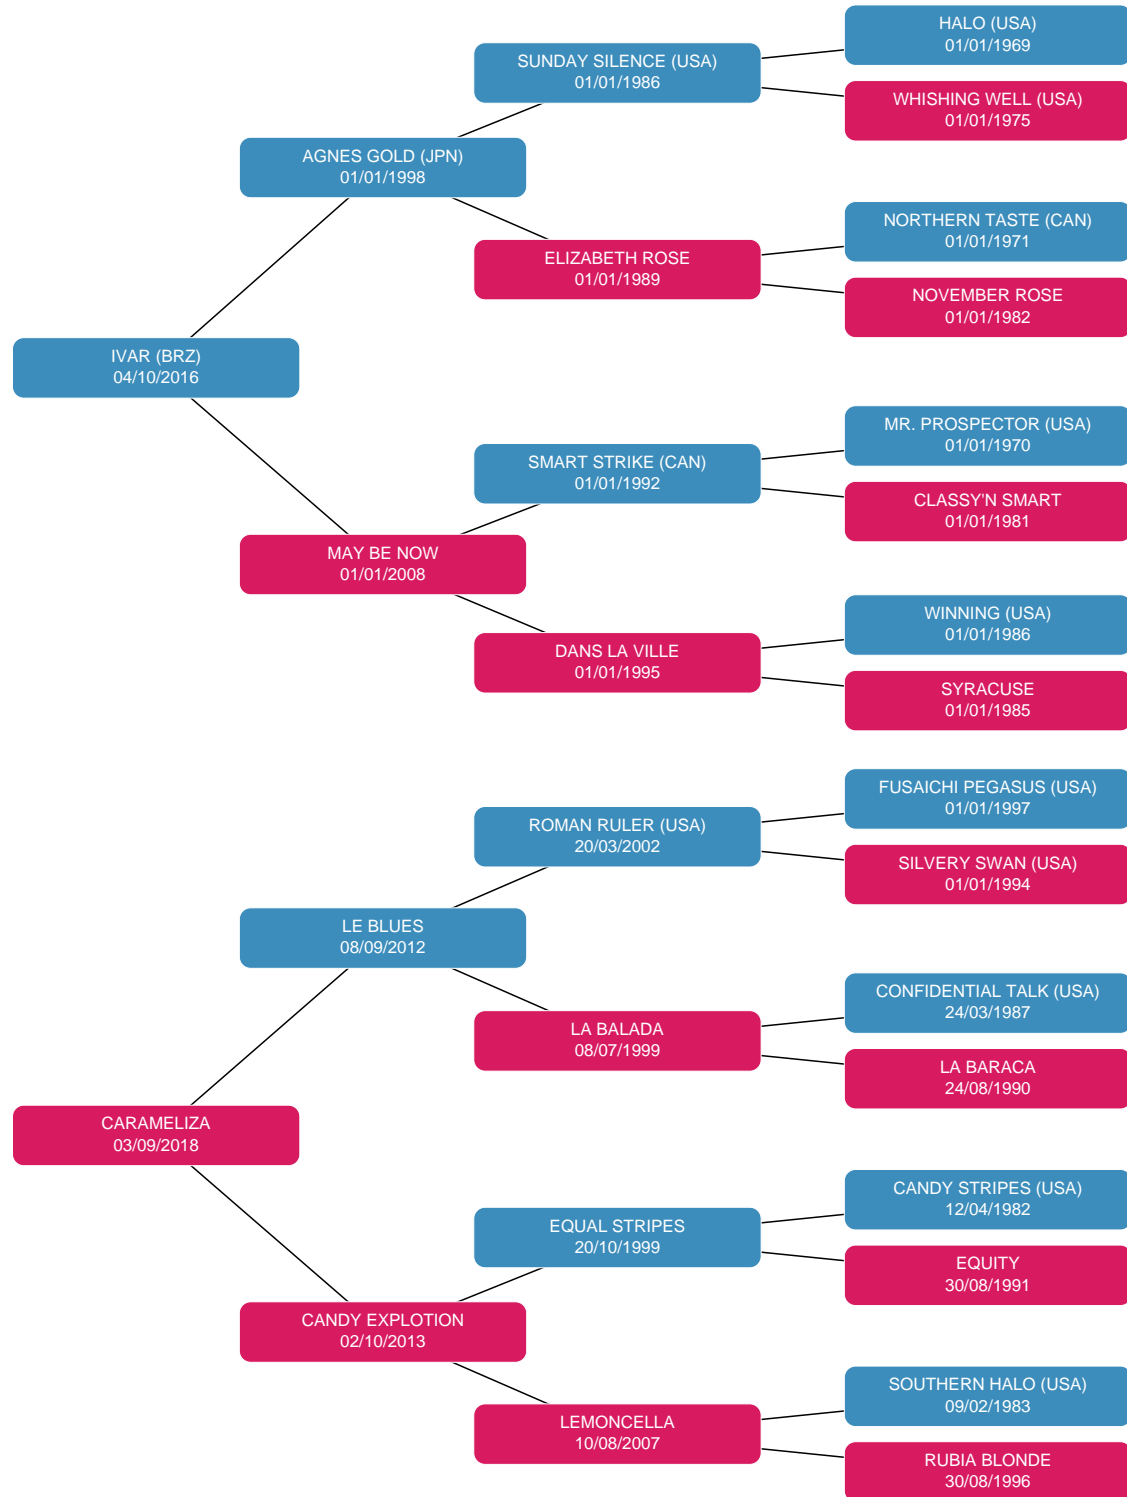 HALO (USA)
01/01/1969
SUNDAY SILENCE (USA)
01/01/1986
WHISHING WELL (USA)
01/01/1975
AGNES GOLD (JPN)
01/01/1998
NORTHERN TASTE (CAN)
01/01/1971
ELIZABETH ROSE
01/01/1989
NOVEMBER ROSE
01/01/1982
IVAR (BRZ)
04/10/2016
MR. PROSPECTOR (USA)
01/01/1970
SMART STRIKE (CAN)
01/01/1992
CLASSY'N SMART
01/01/1981
MAY BE NOW
01/01/2008
WINNING (USA)
01/01/1986
DANS LA VILLE
01/01/1995
SYRACUSE
01/01/1985
FUSAICHI PEGASUS (USA)
01/01/1997
ROMAN RULER (USA)
20/03/2002
SILVERY SWAN (USA)
01/01/1994
LE BLUES
08/09/2012
CONFIDENTIAL TALK (USA)
24/03/1987
LA BALADA
08/07/1999
LA BARACA
24/08/1990
CARAMELIZA
03/09/2018
CANDY STRIPES (USA)
12/04/1982
EQUAL STRIPES
20/10/1999
EQUITY
30/08/1991
CANDY EXPLOTION
02/10/2013
SOUTHERN HALO (USA)
09/02/1983
LEMONCELLA
10/08/2007
RUBIA BLONDE
30/08/1996